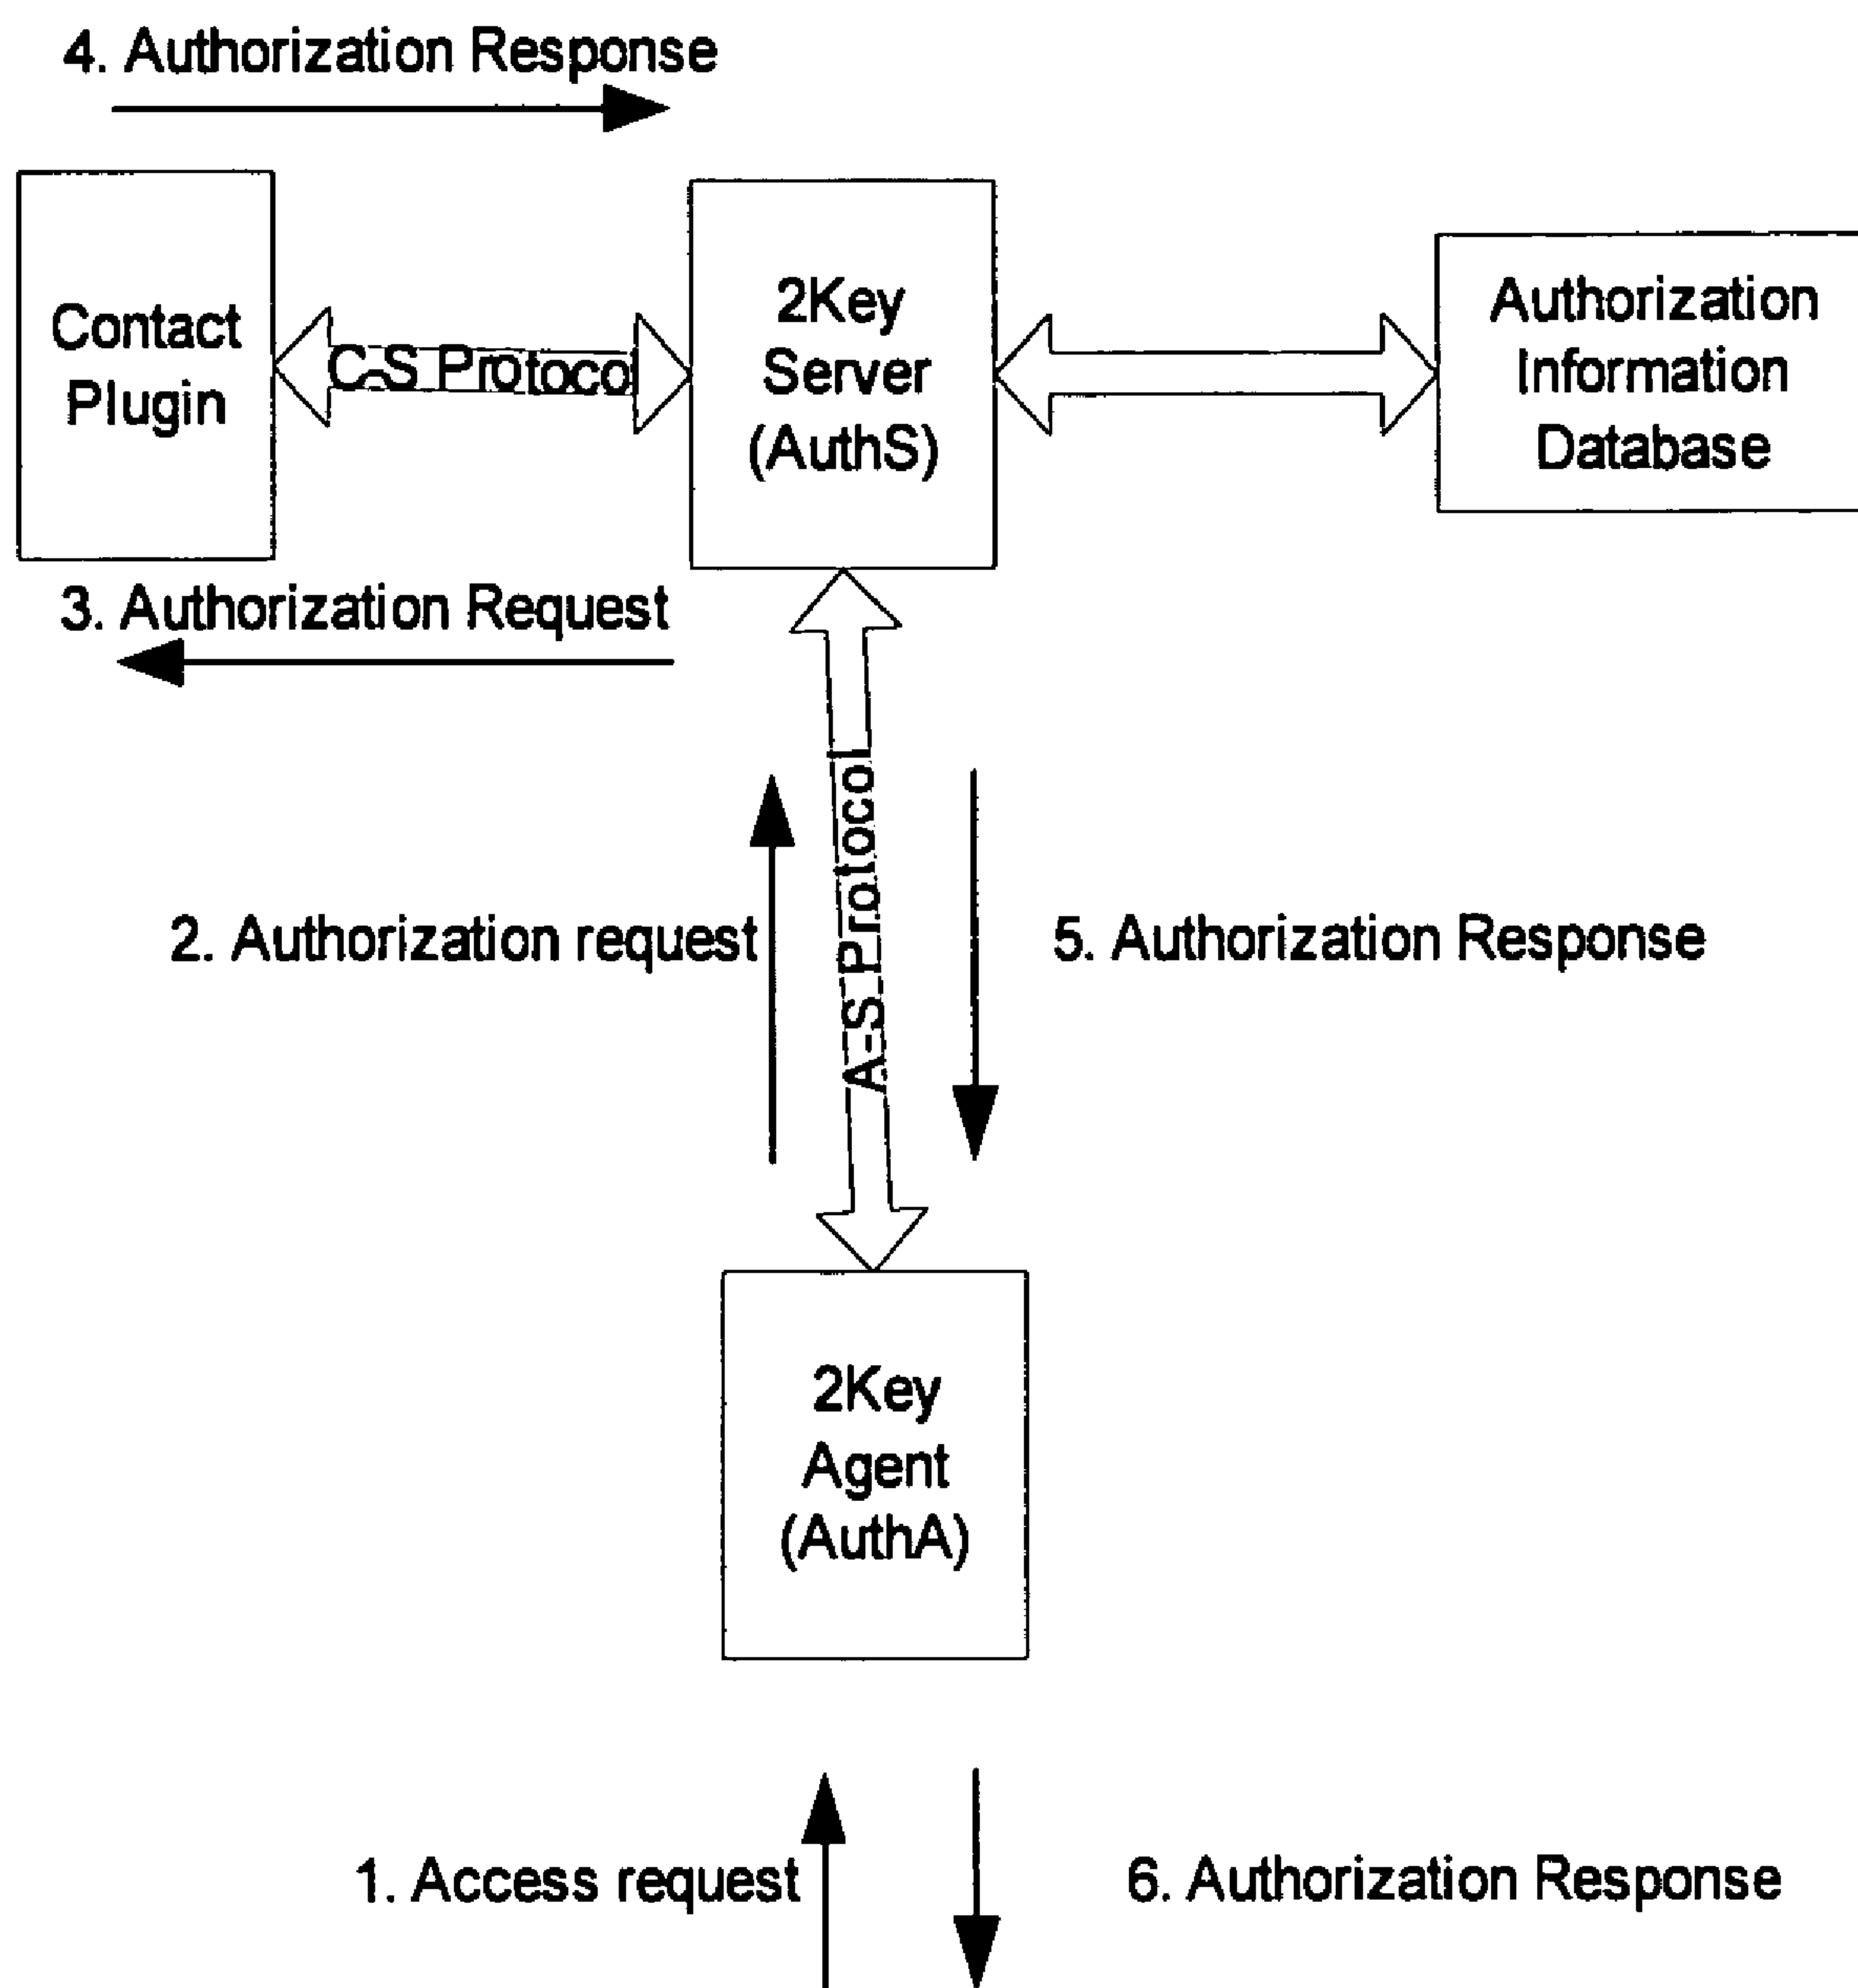 4. Authorization Response
Contact
Plugin
C-S Protocol
2Key
Server
(AuthS)
Authorization
Information
Database
3. Authorization Request
2. Authorization request
A-S Protocol
5. Authorization Response
2Key
Agent
(AuthA)
1. Access request
6. Authorization Response